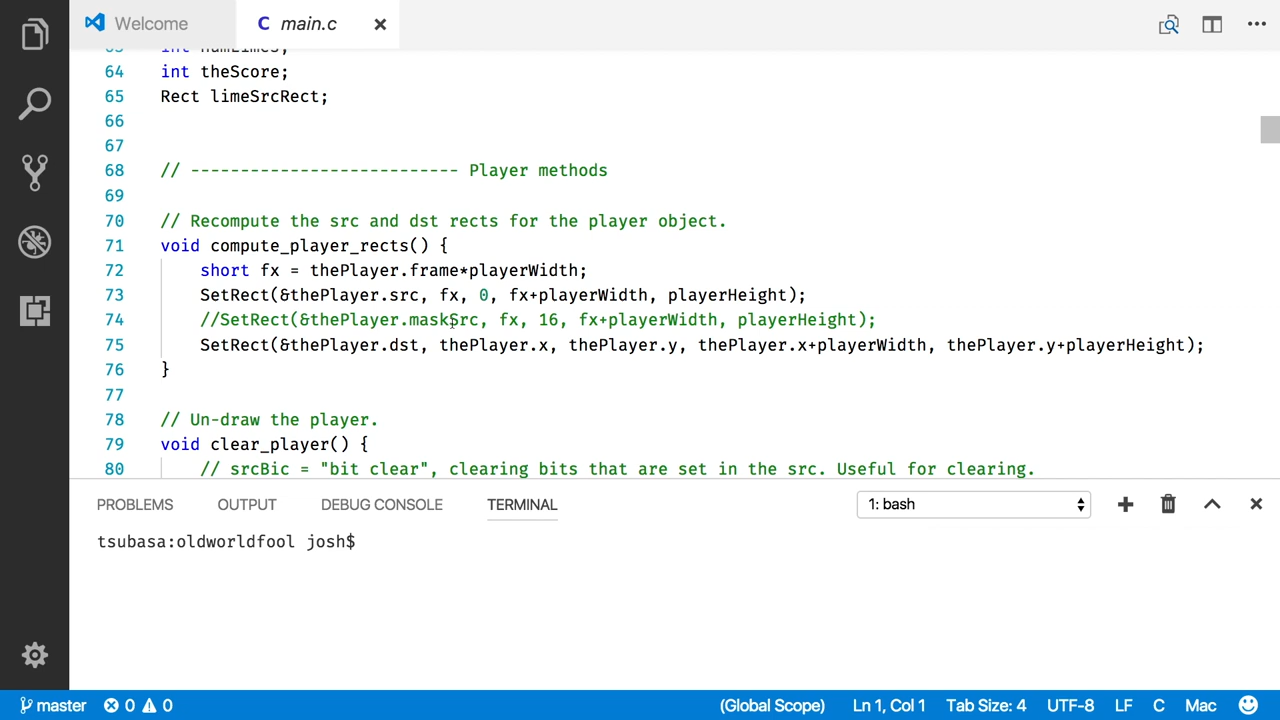 Welcome
main.c
63 int numLimes;
64 int theScore;
65 Rect limeSrcRect;
66
67
68 // --------------------------- Player methods
69
70 // Recompute the src and dst rects for the player object.
71 void compute_player_rects() {
72 short fx = thePlayer.frame*playerWidth;
73 SetRect(&thePlayer.src, fx, 0, fx+playerWidth, playerHeight);
74 //SetRect(&thePlayer.maskSrc, fx, 16, fx+playerWidth, playerHeight);
75 SetRect(&thePlayer.dst, thePlayer.x, thePlayer.y, thePlayer.x+playerWidth, thePlayer.y+playerHeight);
76 }
77
78 // Un-draw the player.
79 void clear_player() {
80 // srcBic = "bit clear", clearing bits that are set in the src. Useful for clearing.
PROBLEMS OUTPUT DEBUG CONSOLE TERMINAL 1: bash
tsubasa:oldworldfool josh$
master 0 0 (Global Scope) Ln 1, Col 1 Tab Size: 4 UTF-8 LF C Mac